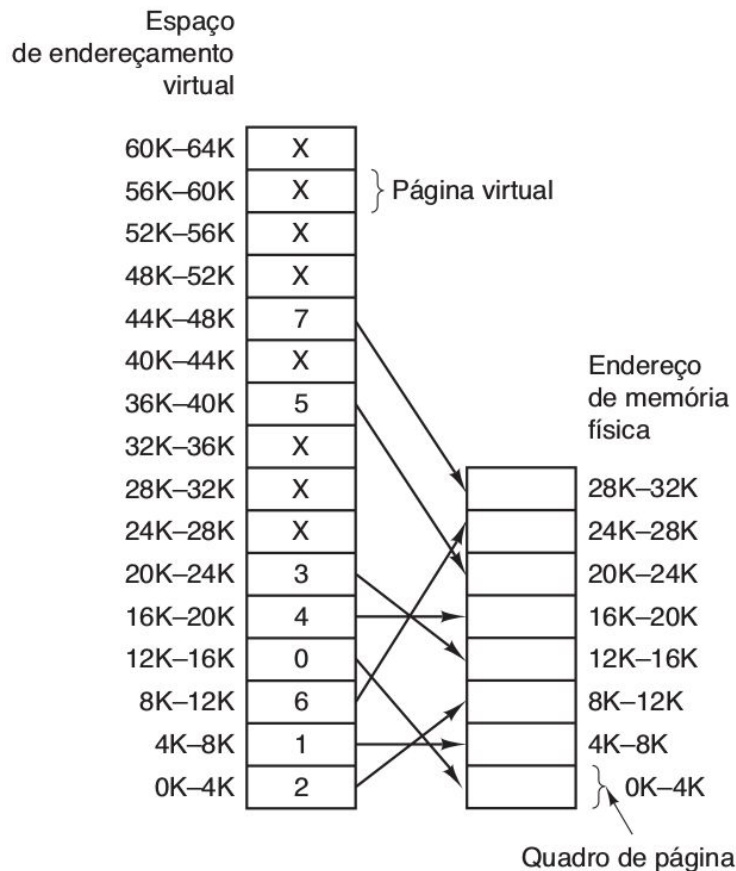 Espaço
de endereçamento
virtual
60K–64K X
56K–60K X Página virtual
52K–56K X
48K–52K X
44K–48K 7
40K–44K X
36K–40K 5
32K–36K X
28K–32K X
24K–28K X
20K–24K 3
16K–20K 4
12K–16K 0
8K–12K 6
4K–8K 1
0K–4K 2
Endereço
de memória
física
28K–32K
24K–28K
20K–24K
16K–20K
12K–16K
8K–12K
4K–8K
0K–4K
Quadro de página